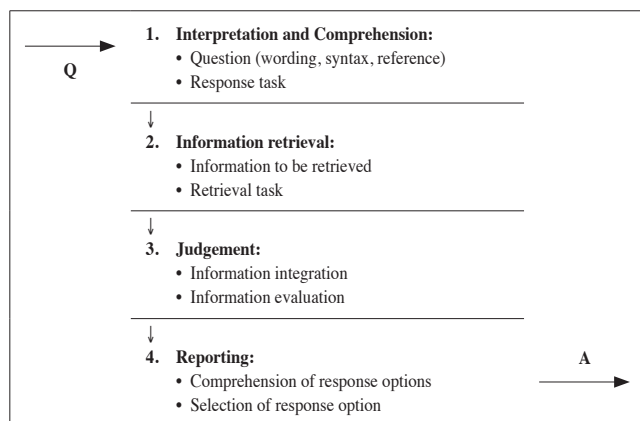 1. Interpretation and Comprehension:
Q
• Question (wording, syntax, reference)
• Response task
↓
2. Information retrieval:
• Information to be retrieved
• Retrieval task
↓
3. Judgement:
• Information integration
• Information evaluation
↓
4. Reporting:
A
• Comprehension of response options
• Selection of response option